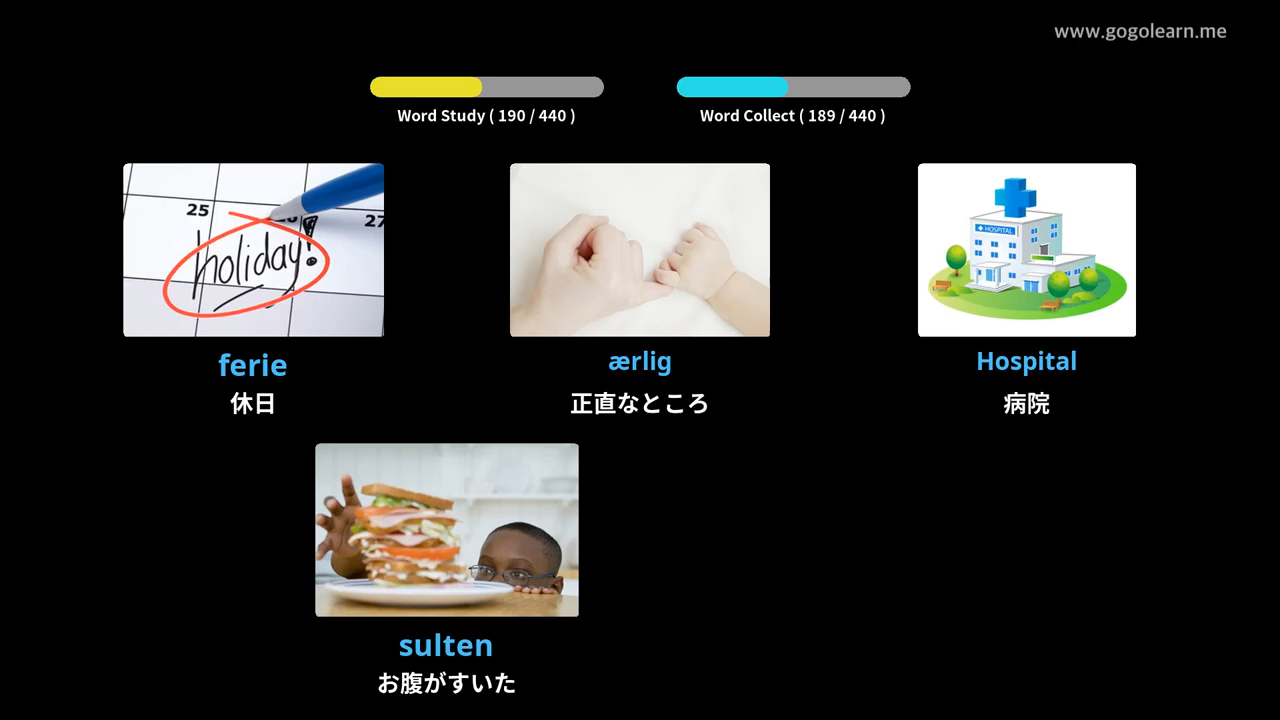 www.gogolearn.me
Word Study ( 190 / 440 )
Word Collect ( 189 / 440 )
25
27
holiday!
HOSPITAL
ferie
ærlig
Hospital
休日
正直なところ
病院
sulten
お腹がすいた